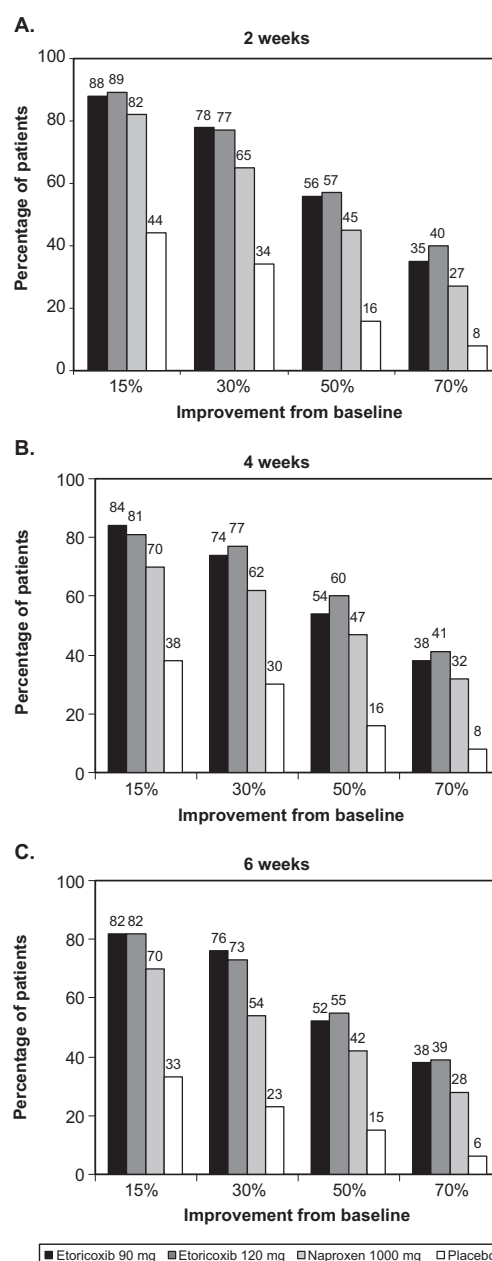 A.
2 weeks
Percentage of patients
100
80
60
40
20
0
88 89 82 44
78 77 65 34
56 57 45 16
35 40 27 8
15% 30% 50% 70%
Improvement from baseline
B.
4 weeks
Percentage of patients
100
80
60
40
20
0
84 81 70 38
74 77 62 30
54 60 47 16
38 41 32 8
15% 30% 50% 70%
Improvement from baseline
C.
6 weeks
Percentage of patients
100
80
60
40
20
0
82 82 70 33
76 73 54 23
52 55 42 15
38 39 28 6
15% 30% 50% 70%
Improvement from baseline
Etoricoxib 90 mg Etoricoxib 120 mg Naproxen 1000 mg Placebo